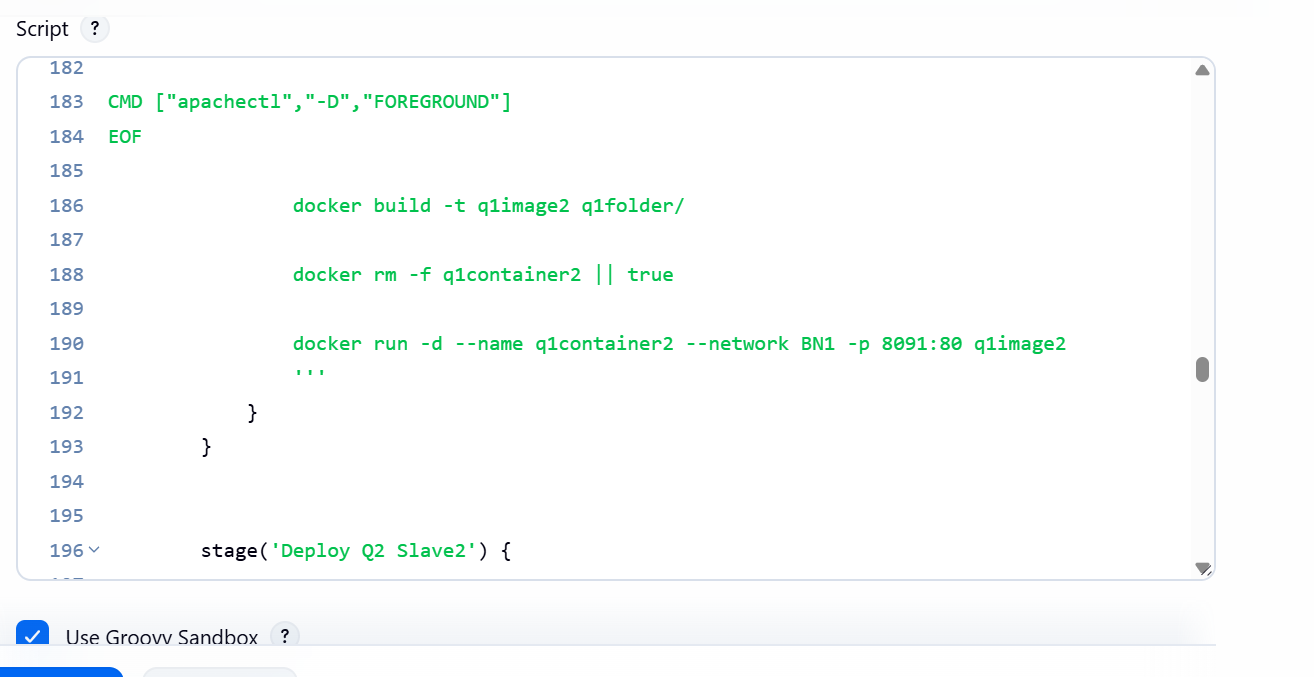 Script ?
182
183 CMD ["apachectl","-D","FOREGROUND"]
184 EOF
185
186 docker build -t q1image2 q1folder/
187
188 docker rm -f q1container2 || true
189
190 docker run -d --name q1container2 --network BN1 -p 8091:80 q1image2
191 '''
192 }
193 }
194
195
196 stage('Deploy Q2 Slave2') {
Use Groovy Sandbox ?